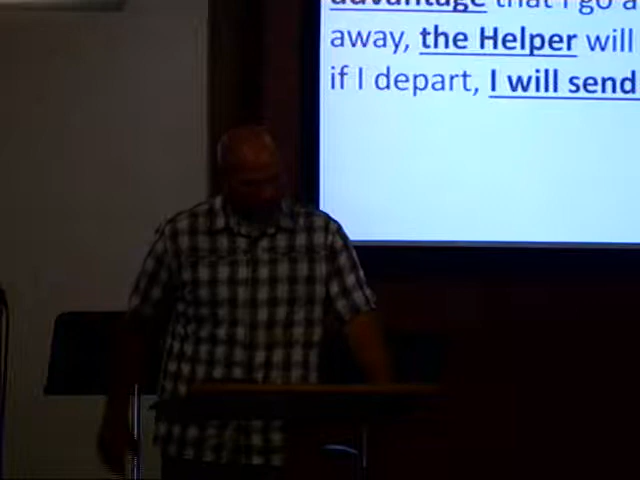 advantage that I go a
away, the Helper will
if I depart, I will send